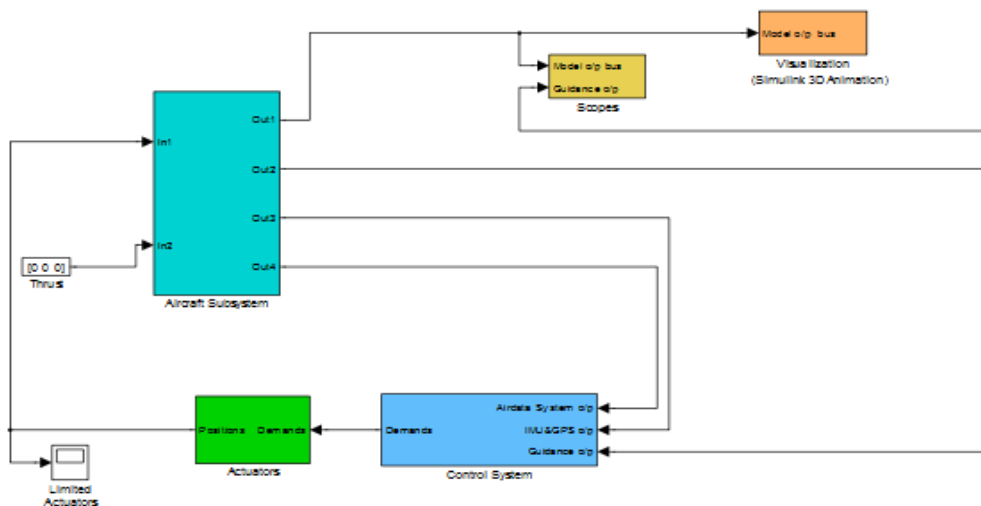 Model o/p bus
Visualization
(Simulink 3D Animation)
Model o/p bus
Guidance o/p
Scopes
In1
In2
Out1
Out2
Out3
Out4
Aircraft Subsystem
[0 0 0]
Thrust
Positions
Demands
Actuators
Demands
Airdata System o/p
IMU&GPS o/p
Guidance o/p
Control System
Limited
Actuators